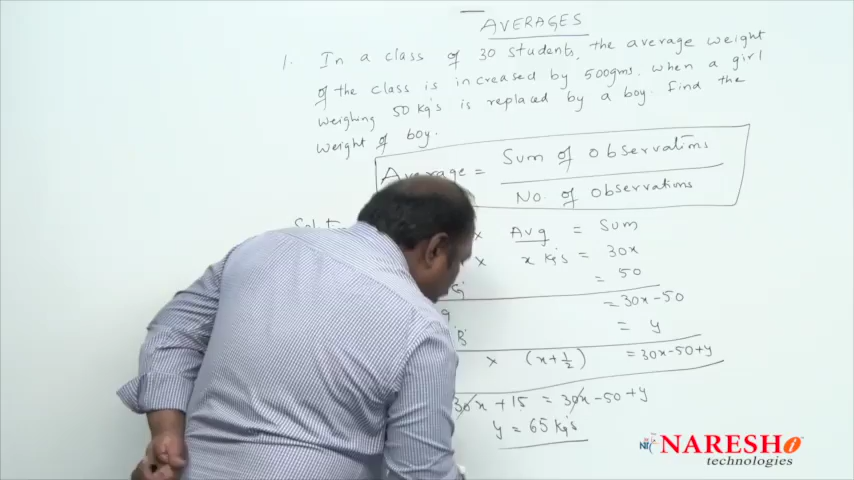 AVERAGES
1. In a class of 30 students, the average weight
of the class is increased by 500gms, when a girl
weighing 50 kg's is replaced by a boy. Find the
weight of boy.
Average = Sum of observations
No. of observations
× Avg = Sum
× x kg's = 30x
= 50
G
= 30x-50
= y
B
× (x+1/2) = 30x-50+y
30x + 15 = 30x -50 +y
y = 65 kg's
NARESH i
technologies